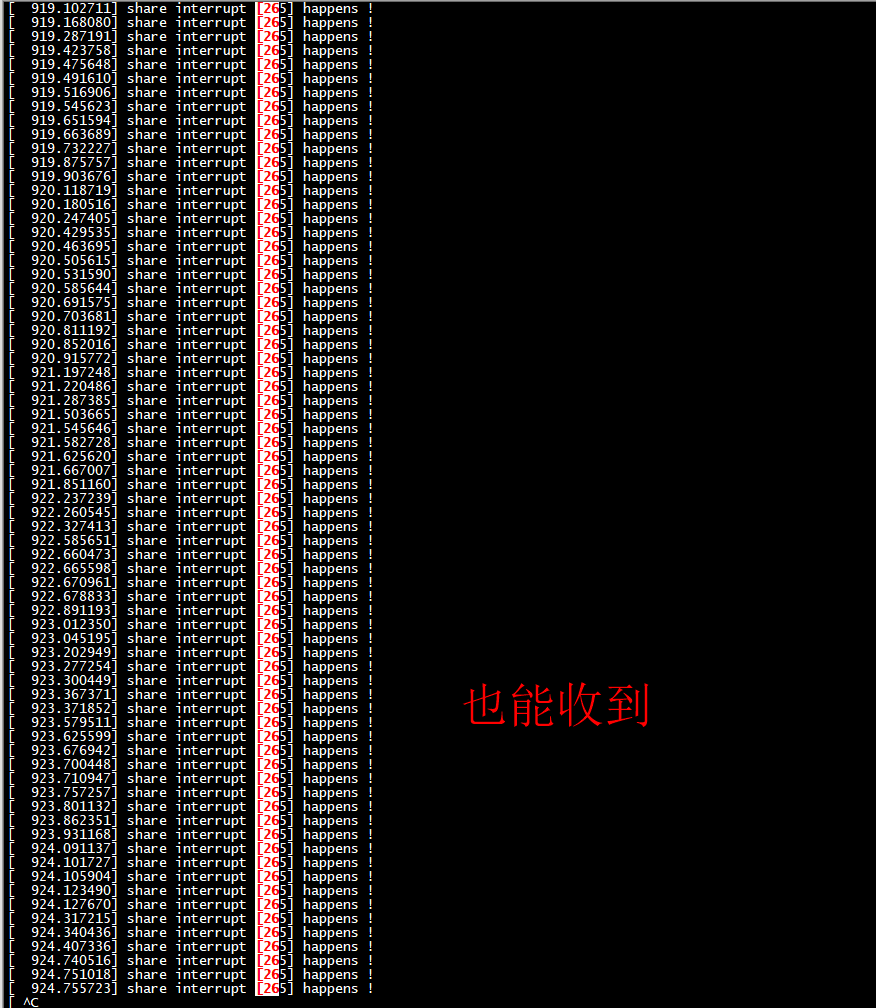 [  919.102711] share interrupt [265] happens !
[  919.168080] share interrupt [265] happens !
[  919.287191] share interrupt [265] happens !
[  919.423758] share interrupt [265] happens !
[  919.475648] share interrupt [265] happens !
[  919.491610] share interrupt [265] happens !
[  919.516906] share interrupt [265] happens !
[  919.545623] share interrupt [265] happens !
[  919.651594] share interrupt [265] happens !
[  919.663689] share interrupt [265] happens !
[  919.732227] share interrupt [265] happens !
[  919.875757] share interrupt [265] happens !
[  919.903676] share interrupt [265] happens !
[  920.118719] share interrupt [265] happens !
[  920.180516] share interrupt [265] happens !
[  920.247405] share interrupt [265] happens !
[  920.429535] share interrupt [265] happens !
[  920.463695] share interrupt [265] happens !
[  920.505615] share interrupt [265] happens !
[  920.531590] share interrupt [265] happens !
[  920.585644] share interrupt [265] happens !
[  920.691575] share interrupt [265] happens !
[  920.703681] share interrupt [265] happens !
[  920.811192] share interrupt [265] happens !
[  920.852016] share interrupt [265] happens !
[  920.915772] share interrupt [265] happens !
[  921.197248] share interrupt [265] happens !
[  921.220486] share interrupt [265] happens !
[  921.287385] share interrupt [265] happens !
[  921.503665] share interrupt [265] happens !
[  921.545646] share interrupt [265] happens !
[  921.582728] share interrupt [265] happens !
[  921.625620] share interrupt [265] happens !
[  921.667007] share interrupt [265] happens !
[  921.851160] share interrupt [265] happens !
[  922.237239] share interrupt [265] happens !
[  922.260545] share interrupt [265] happens !
[  922.327413] share interrupt [265] happens !
[  922.585651] share interrupt [265] happens !
[  922.660473] share interrupt [265] happens !
[  922.665598] share interrupt [265] happens !
[  922.670961] share interrupt [265] happens !
[  922.678833] share interrupt [265] happens !
[  922.891193] share interrupt [265] happens !
[  923.012350] share interrupt [265] happens !
[  923.045195] share interrupt [265] happens !
[  923.202949] share interrupt [265] happens !
[  923.277254] share interrupt [265] happens !
[  923.300449] share interrupt [265] happens !
[  923.367371] share interrupt [265] happens !
[  923.371852] share interrupt [265] happens !
也能收到
[  923.579511] share interrupt [265] happens !
[  923.625599] share interrupt [265] happens !
[  923.676942] share interrupt [265] happens !
[  923.700448] share interrupt [265] happens !
[  923.710947] share interrupt [265] happens !
[  923.757257] share interrupt [265] happens !
[  923.801132] share interrupt [265] happens !
[  923.862351] share interrupt [265] happens !
[  923.931168] share interrupt [265] happens !
[  924.091137] share interrupt [265] happens !
[  924.101727] share interrupt [265] happens !
[  924.105904] share interrupt [265] happens !
[  924.123490] share interrupt [265] happens !
[  924.127670] share interrupt [265] happens !
[  924.317215] share interrupt [265] happens !
[  924.340436] share interrupt [265] happens !
[  924.407336] share interrupt [265] happens !
[  924.740516] share interrupt [265] happens !
[  924.751018] share interrupt [265] happens !
[  924.755723] share interrupt [265] happens !
[ ^C